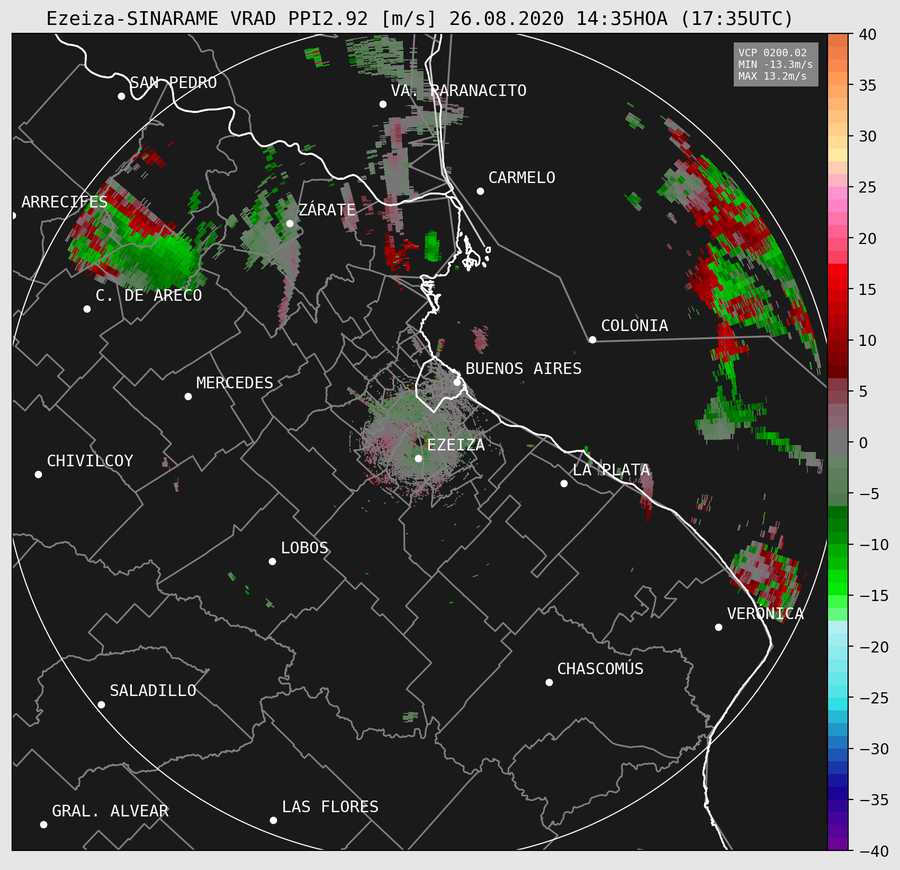 Ezeiza-SINARAME VRAD PPI2.92 [m/s] 26.08.2020 14:35HOA (17:35UTC)
VCP 0200.02
MIN -13.3m/s
MAX 13.2m/s
SAN PEDRO
VA. PARANACITO
CARMELO
ARRECIFES
ZÁRATE
C. DE ARECO
COLONIA
BUENOS AIRES
MERCEDES
EZEIZA
CHIVILCOY
LA PLATA
LOBOS
VERÓNICA
CHASCOMÚS
SALADILLO
LAS FLORES
GRAL. ALVEAR
40
35
30
25
20
15
10
5
0
−5
−10
−15
−20
−25
−30
−35
−40